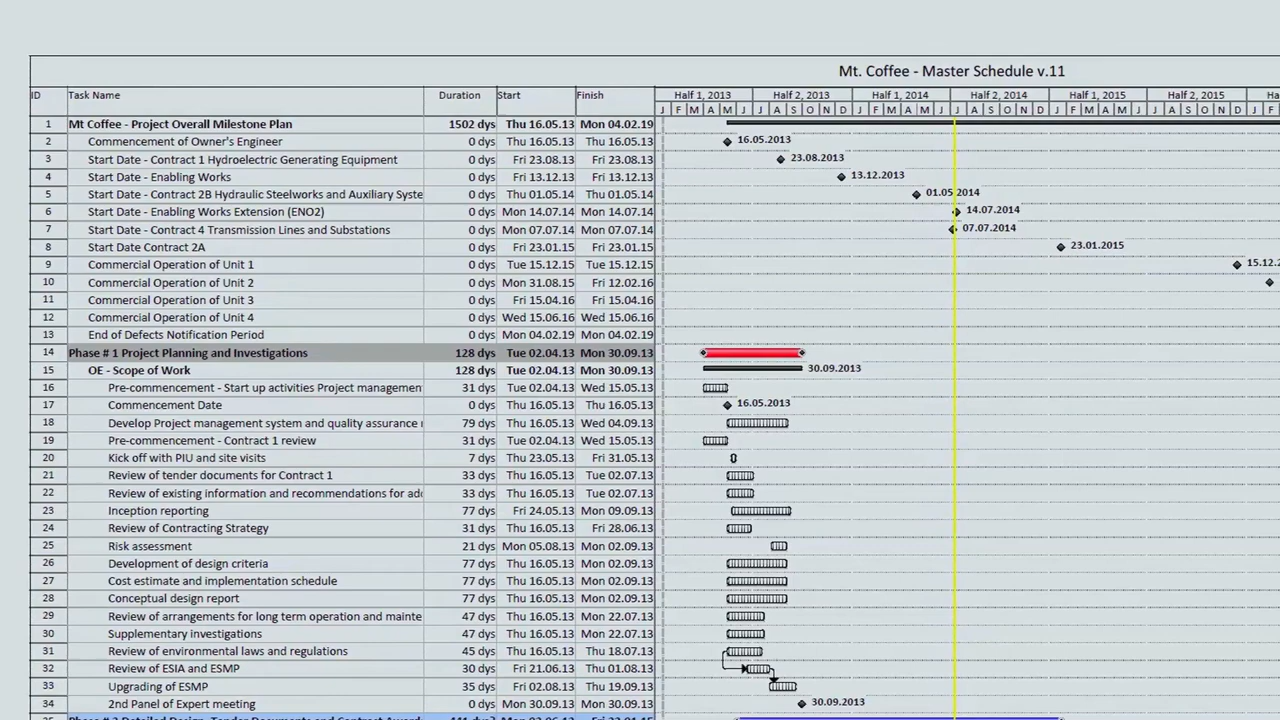 Mt. Coffee - Master Schedule v.11
ID Task Name Duration Start Finish Half 1, 2013 Half 2, 2013 Half 1, 2014 Half 2, 2014 Half 1, 2015 Half 2, 2015 Ha
J F M A M J J A S O N D J F M A M J J A S O N D J F M A M J J A S O N D J F
1 Mt Coffee - Project Overall Milestone Plan 1502 dys Thu 16.05.13 Mon 04.02.19
2 Commencement of Owner's Engineer 0 dys Thu 16.05.13 Thu 16.05.13 16.05.2013
3 Start Date - Contract 1 Hydroelectric Generating Equipment 0 dys Fri 23.08.13 Fri 23.08.13 23.08.2013
4 Start Date - Enabling Works 0 dys Fri 13.12.13 Fri 13.12.13 13.12.2013
5 Start Date - Contract 2B Hydraulic Steelworks and Auxiliary Syste 0 dys Thu 01.05.14 Thu 01.05.14 01.05.2014
6 Start Date - Enabling Works Extension (ENO2) 0 dys Mon 14.07.14 Mon 14.07.14 14.07.2014
7 Start Date - Contract 4 Transmission Lines and Substations 0 dys Mon 07.07.14 Mon 07.07.14 07.07.2014
8 Start Date Contract 2A 0 dys Fri 23.01.15 Fri 23.01.15 23.01.2015
9 Commercial Operation of Unit 1 0 dys Tue 15.12.15 Tue 15.12.15 15.12.2
10 Commercial Operation of Unit 2 0 dys Mon 31.08.15 Fri 12.02.16
11 Commercial Operation of Unit 3 0 dys Fri 15.04.16 Fri 15.04.16
12 Commercial Operation of Unit 4 0 dys Wed 15.06.16 Wed 15.06.16
13 End of Defects Notification Period 0 dys Mon 04.02.19 Mon 04.02.19
14 Phase # 1 Project Planning and Investigations 128 dys Tue 02.04.13 Mon 30.09.13
15 OE - Scope of Work 128 dys Tue 02.04.13 Mon 30.09.13 30.09.2013
16 Pre-commencement - Start up activities Project managemen 31 dys Tue 02.04.13 Wed 15.05.13
17 Commencement Date 0 dys Thu 16.05.13 Thu 16.05.13 16.05.2013
18 Develop Project management system and quality assurance 79 dys Thu 16.05.13 Wed 04.09.13
19 Pre-commencement - Contract 1 review 31 dys Tue 02.04.13 Wed 15.05.13
20 Kick off with PIU and site visits 7 dys Thu 23.05.13 Fri 31.05.13
21 Review of tender documents for Contract 1 33 dys Thu 16.05.13 Tue 02.07.13
22 Review of existing information and recommendations for add 33 dys Thu 16.05.13 Tue 02.07.13
23 Inception reporting 77 dys Fri 24.05.13 Mon 09.09.13
24 Review of Contracting Strategy 31 dys Thu 16.05.13 Fri 28.06.13
25 Risk assessment 21 dys Mon 05.08.13 Mon 02.09.13
26 Development of design criteria 77 dys Thu 16.05.13 Mon 02.09.13
27 Cost estimate and implementation schedule 77 dys Thu 16.05.13 Mon 02.09.13
28 Conceptual design report 77 dys Thu 16.05.13 Mon 02.09.13
29 Review of arrangements for long term operation and mainte 47 dys Thu 16.05.13 Mon 22.07.13
30 Supplementary investigations 47 dys Thu 16.05.13 Mon 22.07.13
31 Review of environmental laws and regulations 45 dys Thu 16.05.13 Thu 18.07.13
32 Review of ESIA and ESMP 30 dys Fri 21.06.13 Thu 01.08.13
33 Upgrading of ESMP 35 dys Fri 02.08.13 Thu 19.09.13
34 2nd Panel of Expert meeting 0 dys Mon 30.09.13 Mon 30.09.13 30.09.2013